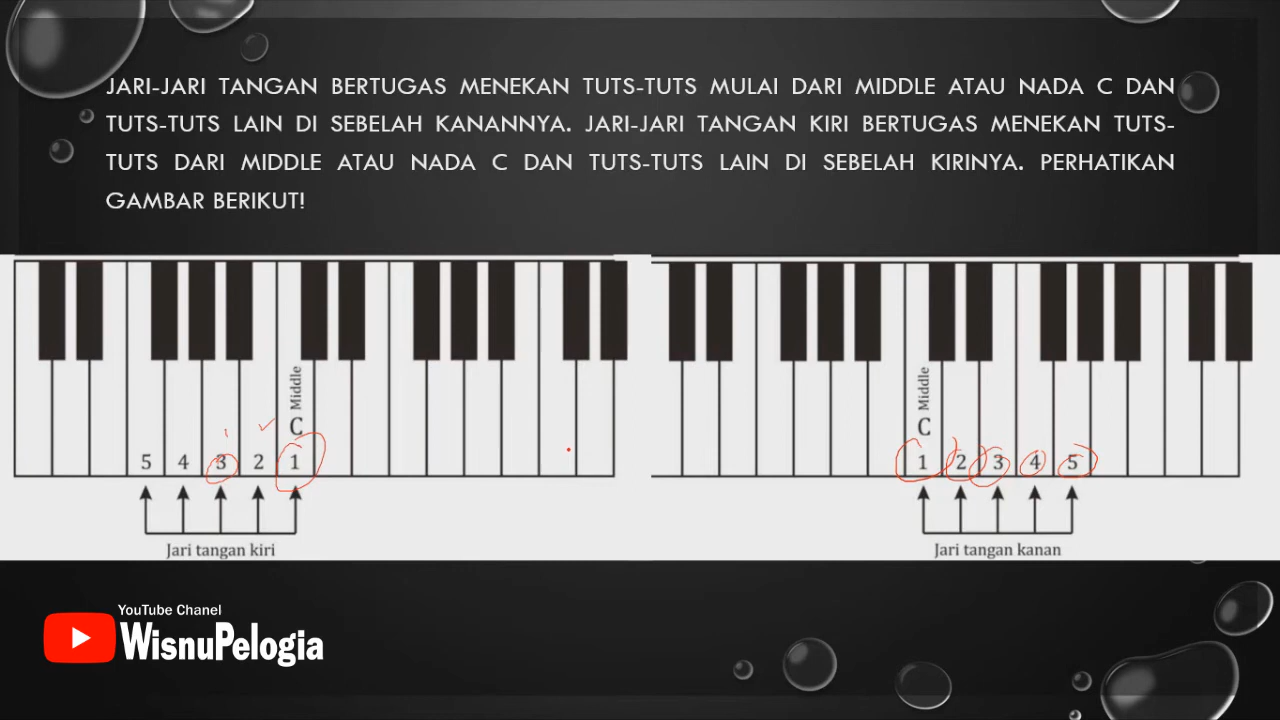 JARI-JARI TANGAN BERTUGAS MENEKAN TUTS-TUTS MULAI DARI MIDDLE ATAU NADA C DAN
TUTS-TUTS LAIN DI SEBELAH KANANNYA. JARI-JARI TANGAN KIRI BERTUGAS MENEKAN TUTS-
TUTS DARI MIDDLE ATAU NADA C DAN TUTS-TUTS LAIN DI SEBELAH KIRINYA. PERHATIKAN
GAMBAR BERIKUT!
Middle
C
5 4 3 2 1
Jari tangan kiri
Middle
C
1 2 3 4 5
Jari tangan kanan
YouTube Chanel
WisnuPelogia